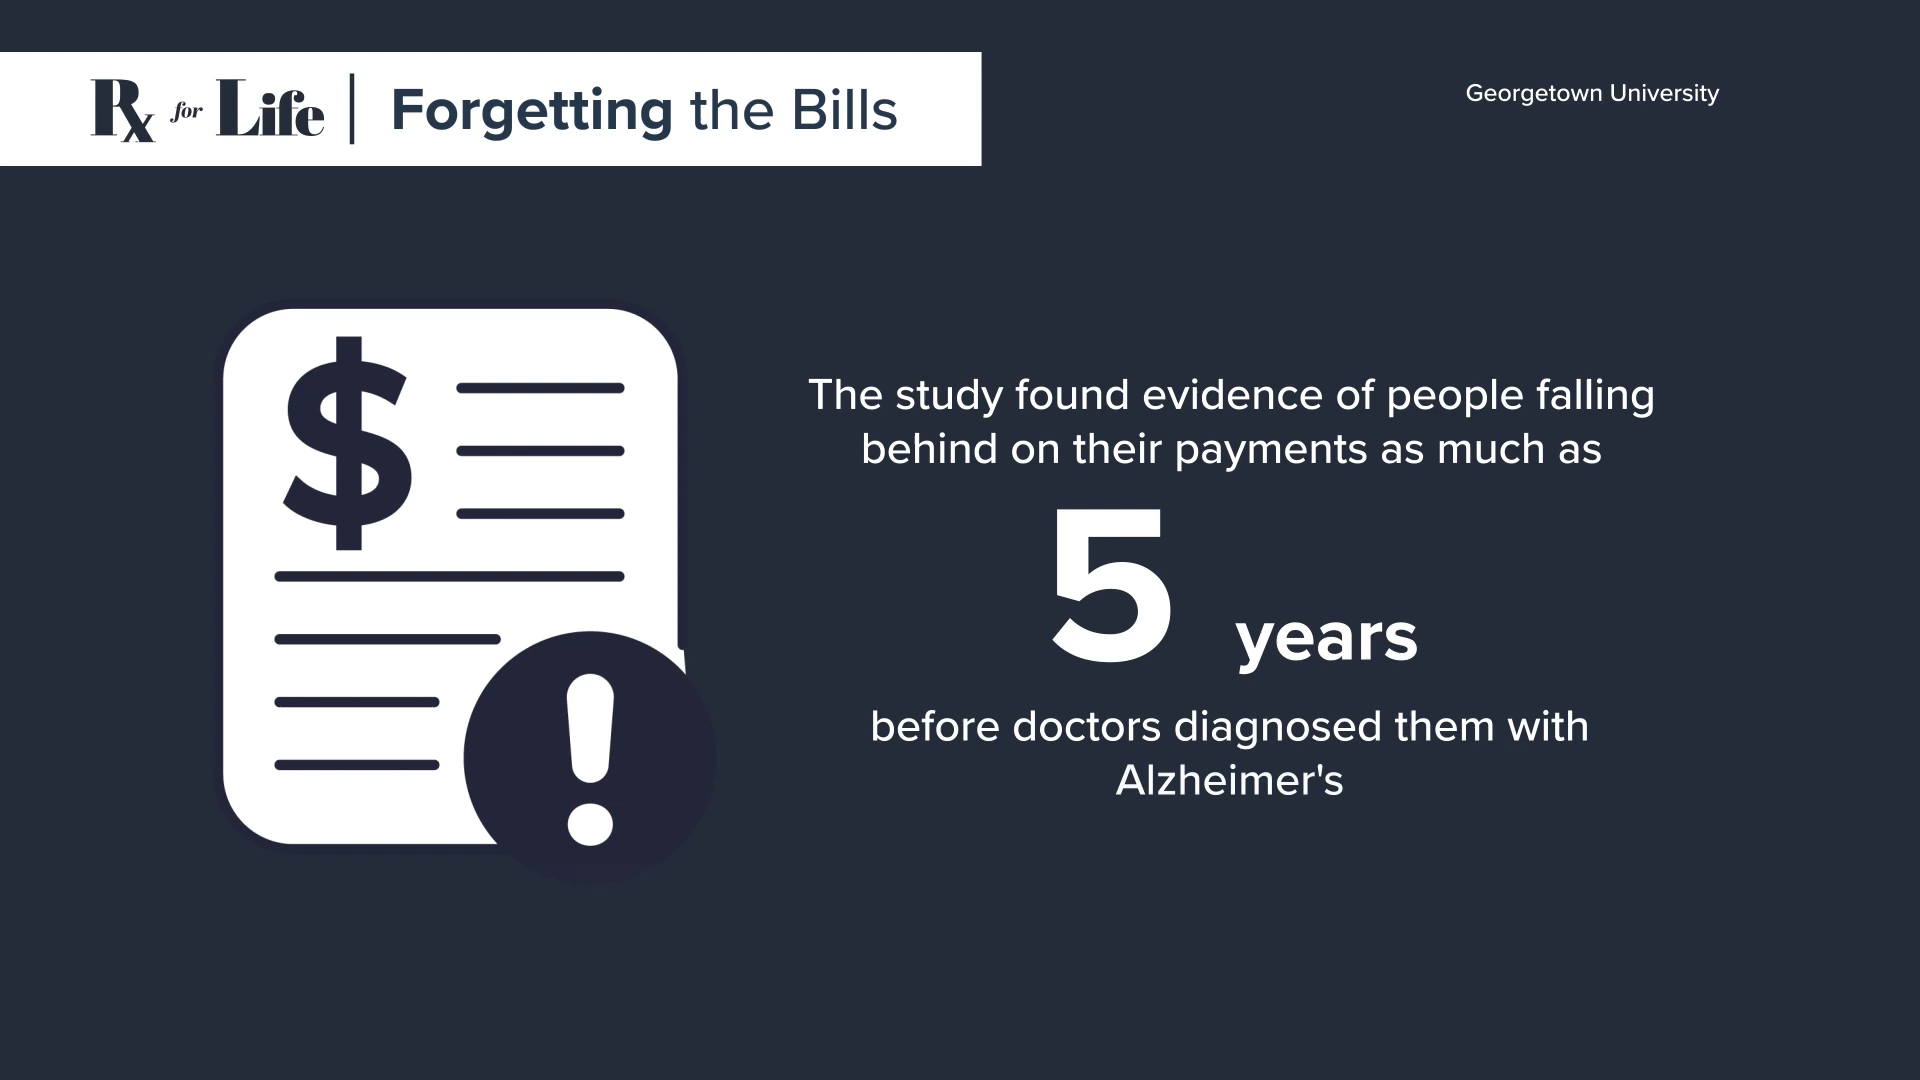 Rx for Life | Forgetting the Bills
Georgetown University
$
The study found evidence of people falling
behind on their payments as much as
5 years
before doctors diagnosed them with
Alzheimer's
!